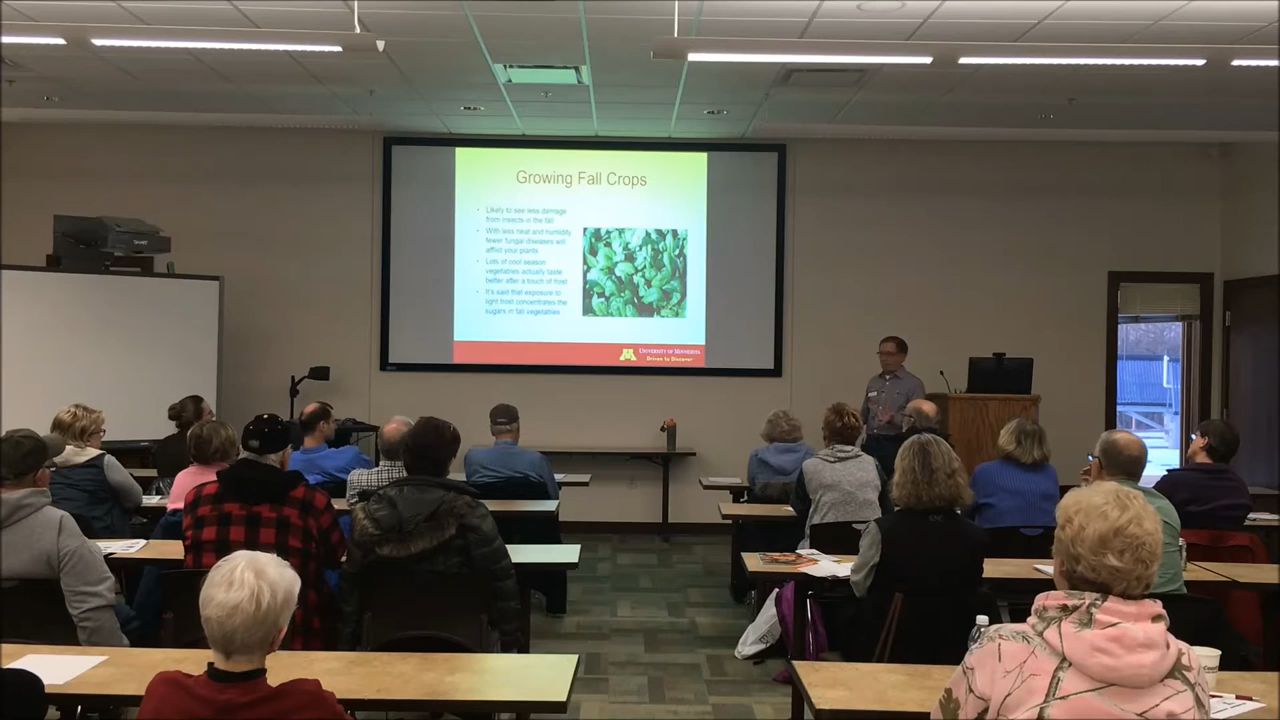 Growing Fall Crops
• Likely to see less damage
from insects in the fall
• With less heat and humidity
fewer fungal diseases will
afflict your plants
• Lots of cool season
vegetables actually taste
better after a touch of frost
• It's said that exposure to
light frost concentrates the
sugars in fall vegetables
UNIVERSITY OF MINNESOTA
Driven to Discover